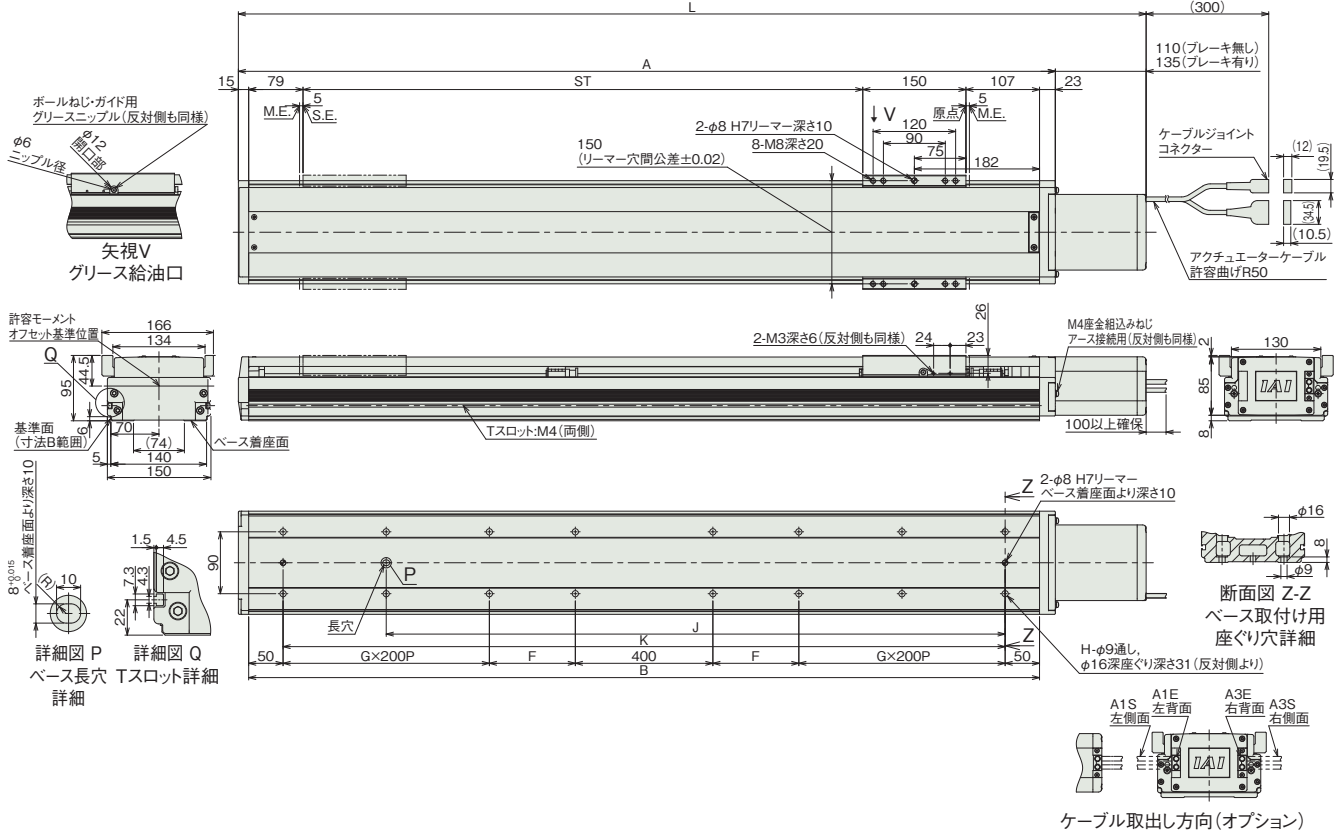 L
(300)
110(ブレーキ無し)
135(ブレーキ有り)
A
15
79
ST
150
107
23
5
M.E.
S.E.
↓V
原点
5
M.E.
ボールねじ・ガイド用
グリースニップル(反対側も同様)
φ12
開口部
φ6
ニップル径
矢視V
グリース給油口
2-φ8 H7リーマー深さ10
8-M8深さ20
120
90
75
182
150
(リーマー穴間公差±0.02)
ケーブルジョイント
コネクター
(12)
(19.5)
(34.5)
(10.5)
アクチュエーターケーブル
許容曲げR50
許容モーメント
オフセット基準位置
166
134
Q
44.5
95
6
基準面
(寸法B範囲)
70
(74)
ベース着座面
5
140
150
2-M3深さ6(反対側も同様)
24
23
26
M4座金組込みねじ
アース接続用(反対側も同様)
Tスロット:M4(両側)
100以上確保
130
2
85
8
IAI
8+0.015 0
ベース着座面より深さ10
(R)
10
詳細図 P
ベース長穴
詳細
1.5
4.5
7.3
4.3
22
詳細図 Q
Tスロット詳細
90
P
長穴
Z
2-φ8 H7リーマー
ベース着座面より深さ10
J
K
Z
50
G×200P
F
400
F
G×200P
50
B
H-φ9通し,
φ16深座ぐり深さ31(反対側より)
φ16
8
φ9
断面図 Z-Z
ベース取付け用
座ぐり穴詳細
A1S
左側面
A1E
左背面
A3E
右背面
A3S
右側面
IAI
ケーブル取出し方向(オプション)